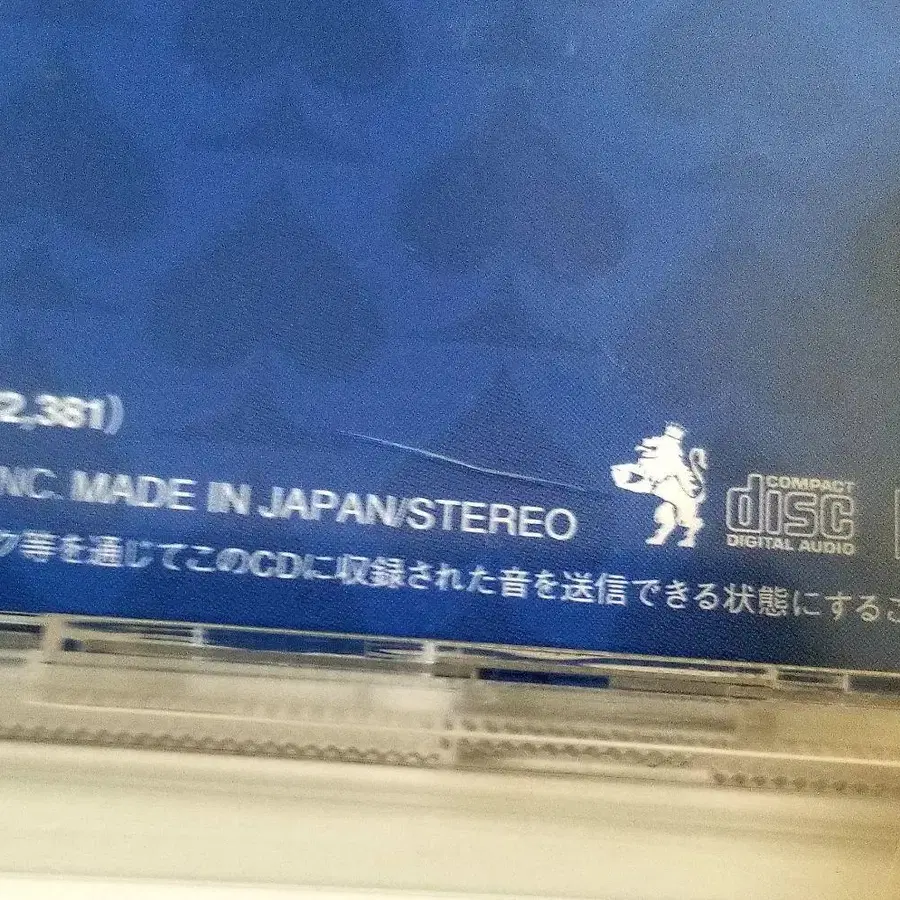 2,381)
INC. MADE IN JAPAN/STEREO
COMPACT
disc
DIGITAL AUDIO
ク等を通じてこのCDに収録された音を送信できる状態にするこ